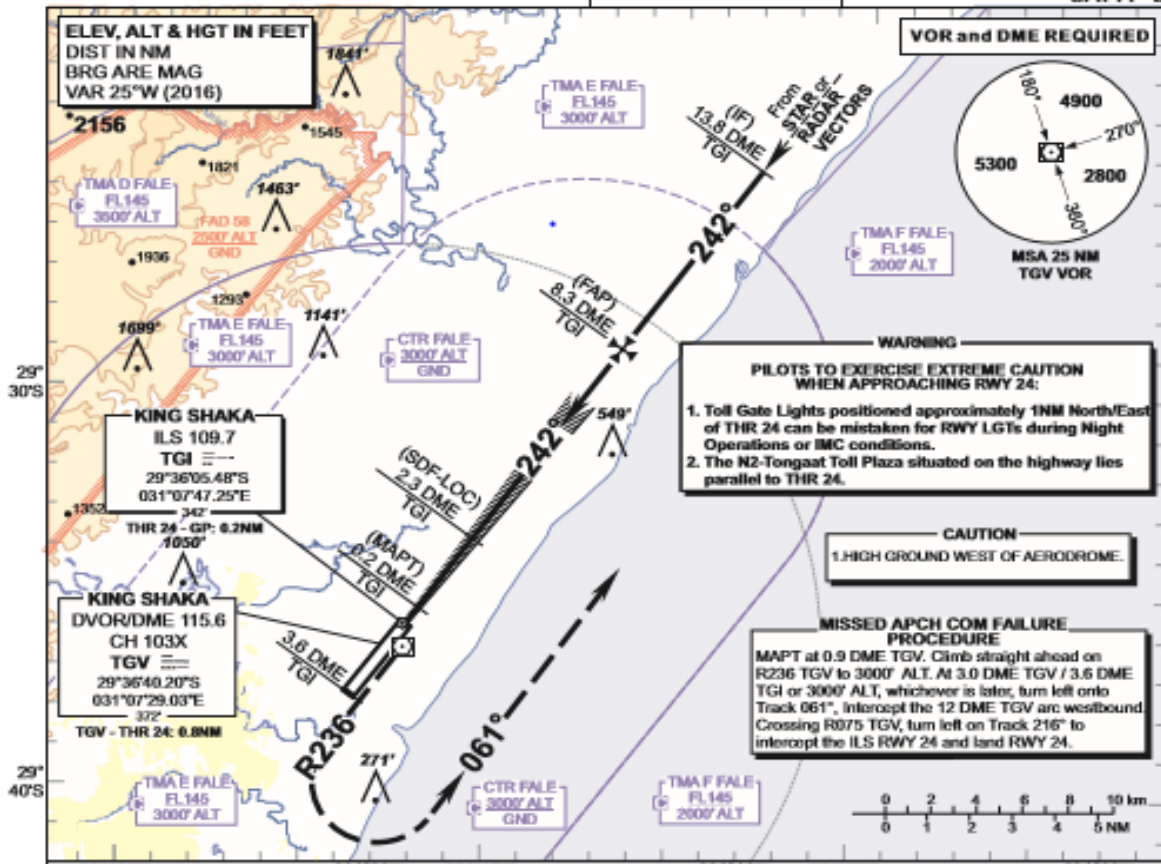 ELEV, ALT & HGT IN FEET
DIST IN NM
BRG ARE MAG
VAR 25°W (2016)
VOR and DME REQUIRED
1841'
2156
1545
1821
1463'
1936
1293
1699'
1141'
1352
1050'
549'
271'
TMA D FALE
FL145
3500' ALT
FAD 58
2500' ALT
GND
TMA E FALE
FL145
3000' ALT
TMA E FALE
FL145
3000' ALT
CTR FALE
3000' ALT
GND
TMA F FALE
FL145
2000' ALT
From
STAR or
RADAR
VECTORS
(IF)
13.8 DME
TGI
242°
(FAP)
8.3 DME
TGI
242°
(SDF-LOC)
2.3 DME
TGI
(MAPT)
0.2 DME
TGI
3.6 DME
TGI
R236
061°
180°
4900
270°
5300
2800
360°
MSA 25 NM
TGV VOR
29°
30'S
KING SHAKA
ILS 109.7
TGI
29°36'05.48"S
031°07'47.25"E
342'
THR 24 - GP: 0.2NM
KING SHAKA
DVOR/DME 115.6
CH 103X
TGV
29°36'40.20"S
031°07'29.03"E
372'
TGV - THR 24: 0.8NM
WARNING
PILOTS TO EXERCISE EXTREME CAUTION
WHEN APPROACHING RWY 24:
1. Toll Gate Lights positioned approximately 1NM North/East
of THR 24 can be mistaken for RWY LGTs during Night
Operations or IMC conditions.
2. The N2-Tongaat Toll Plaza situated on the highway lies
parallel to THR 24.
CAUTION
1.HIGH GROUND WEST OF AERODROME.
MISSED APCH COM FAILURE
PROCEDURE
MAPT at 0.9 DME TGV. Climb straight ahead on
R236 TGV to 3000' ALT. At 3.0 DME TGV / 3.6 DME
TGI or 3000' ALT, whichever is later, turn left onto
Track 061°, Intercept the 12 DME TGV arc westbound.
Crossing R075 TGV, turn left on Track 216° to
intercept the ILS RWY 24 and land RWY 24.
29°
40'S
TMA E FALE
FL145
3000' ALT
CTR FALE
3000' ALT
GND
TMA F FALE
FL145
2000' ALT
0 2 4 6 8 10 km
0 1 2 3 4 5 NM